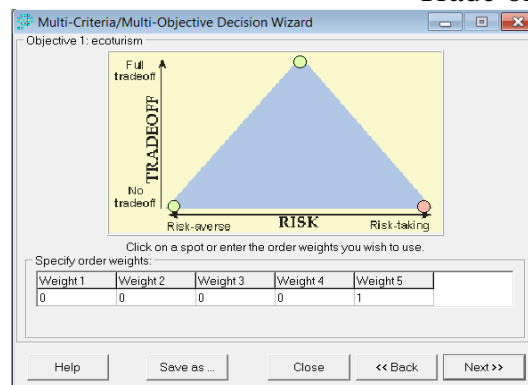 Multi-Criteria/Multi-Objective Decision Wizard
Objective 1: ecoturism
Full tradeoff
TRADEOFF
No tradeoff
Risk-averse RISK Risk-taking
Click on a spot or enter the order weights you wish to use.
Specify order weights:
Weight 1 Weight 2 Weight 3 Weight 4 Weight 5
0 0 0 0 1
Help Save as ... Close << Back Next >>